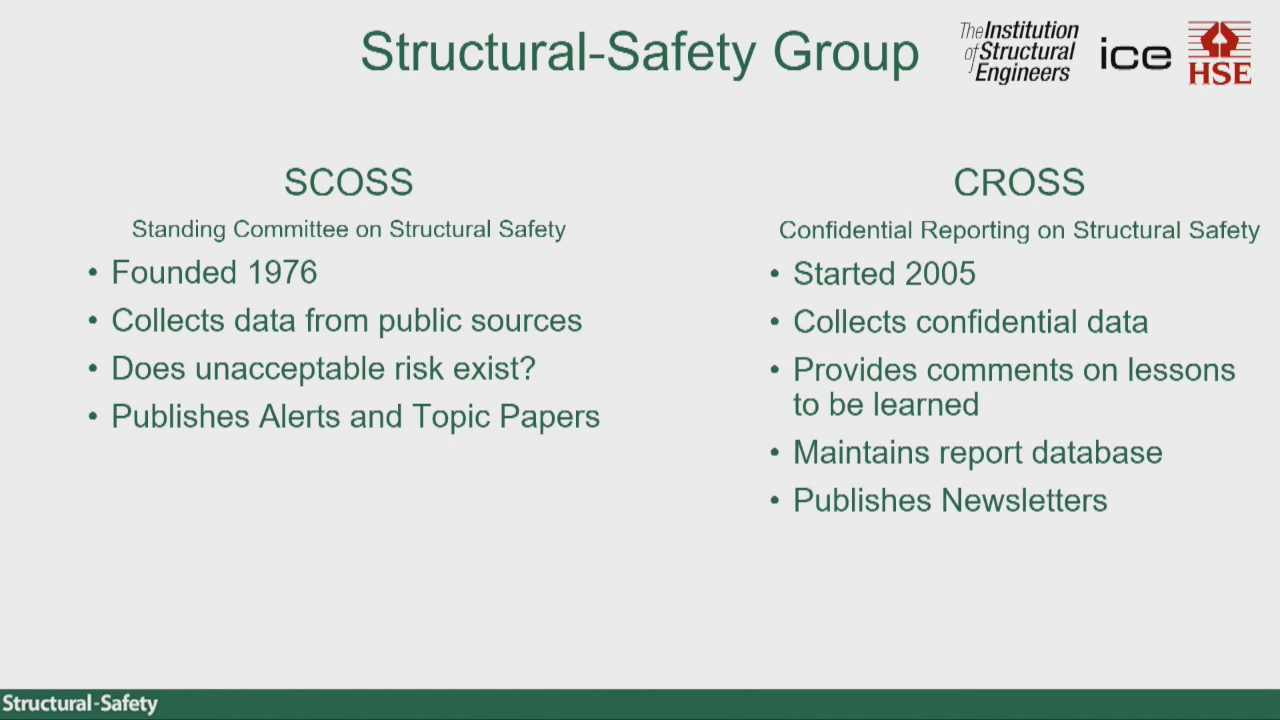 Structural-Safety Group
The Institution
of Structural
Engineers
ice
HSE
SCOSS
Standing Committee on Structural Safety
• Founded 1976
• Collects data from public sources
• Does unacceptable risk exist?
• Publishes Alerts and Topic Papers
CROSS
Confidential Reporting on Structural Safety
• Started 2005
• Collects confidential data
• Provides comments on lessons
to be learned
• Maintains report database
• Publishes Newsletters
Structural-Safety